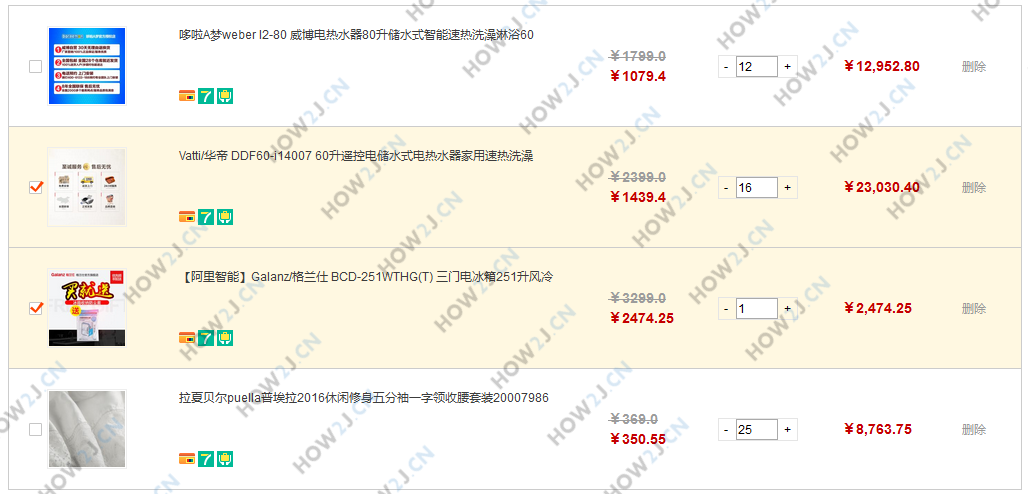 哆啦A梦weber I2-80 威博电热水器80升储水式智能速热洗澡淋浴60
￥1799.0
￥1079.4
- 12 +
￥12,952.80
删除
7
Vatti/华帝 DDF60-i14007 60升遥控电储水式电热水器家用速热洗澡
￥2399.0
￥1439.4
- 16 +
￥23,030.40
删除
7
【阿里智能】Galanz/格兰仕 BCD-251WTHG(T) 三门电冰箱251升风冷
￥3299.0
￥2474.25
- 1 +
￥2,474.25
删除
Galanz
买就送
送
7
拉夏贝尔puella普埃拉2016休闲修身五分袖一字领收腰套装20007986
￥369.0
￥350.55
- 25 +
￥8,763.75
删除
7
HOW2J.CN